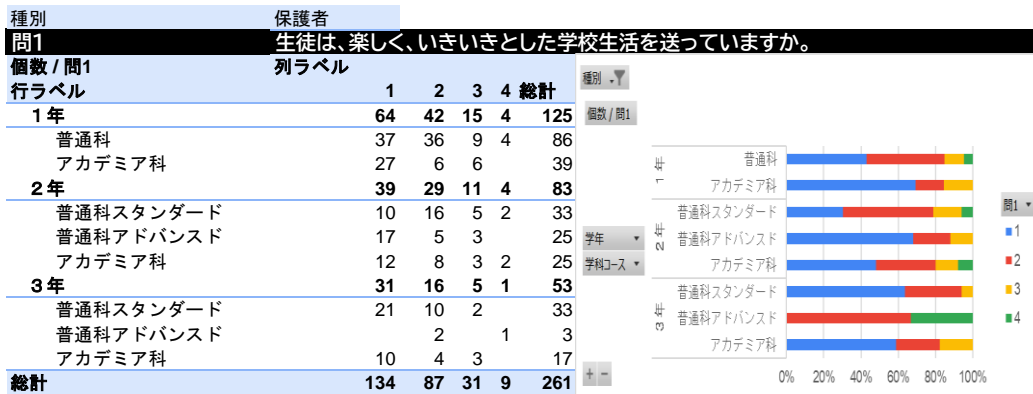 種別 保護者
問1 生徒は、楽しく、いきいきとした学校生活を送っていますか。
個数 / 問1 列ラベル
行ラベル 1 2 3 4 総計
1年 64 42 15 4 125
普通科 37 36 9 4 86
アカデミア科 27 6 6 39
2年 39 29 11 4 83
普通科スタンダード 10 16 5 2 33
普通科アドバンスド 17 5 3 25
アカデミア科 12 8 3 2 25
3年 31 16 5 1 53
普通科スタンダード 21 10 2 33
普通科アドバンスド 2 1 3
アカデミア科 10 4 3 17
総計 134 87 31 9 261
種別
個数 / 問1
学年
学科コース
1年
普通科
アカデミア科
2年
普通科スタンダード
普通科アドバンスド
アカデミア科
3年
普通科スタンダード
普通科アドバンスド
アカデミア科
0% 20% 40% 60% 80% 100%
問1
1
2
3
4
+ -